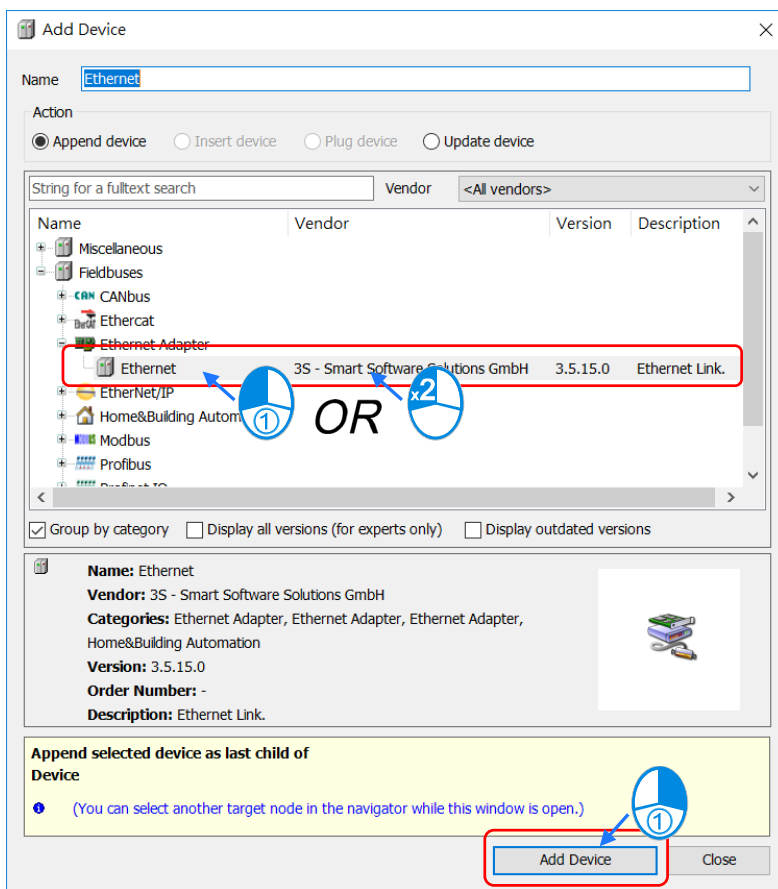 Add Device
Name Ethernet
Action
Append device Insert device Plug device Update device
String for a fulltext search Vendor <All vendors>
Name Vendor Version Description
Miscellaneous
Fieldbuses
CAN CANbus
Ethercat
Ethernet Adapter
Ethernet 3S - Smart Software Solutions GmbH 3.5.15.0 Ethernet Link.
EtherNet/IP
Home&Building Autom
1
OR
x2
Modbus
Profibus
Profinet IO
Group by category Display all versions (for experts only) Display outdated versions
Name: Ethernet
Vendor: 3S - Smart Software Solutions GmbH
Categories: Ethernet Adapter, Ethernet Adapter, Ethernet Adapter,
Home&Building Automation
Version: 3.5.15.0
Order Number: -
Description: Ethernet Link.
Append selected device as last child of
Device
(You can select another target node in the navigator while this window is open.)
1
Add Device Close